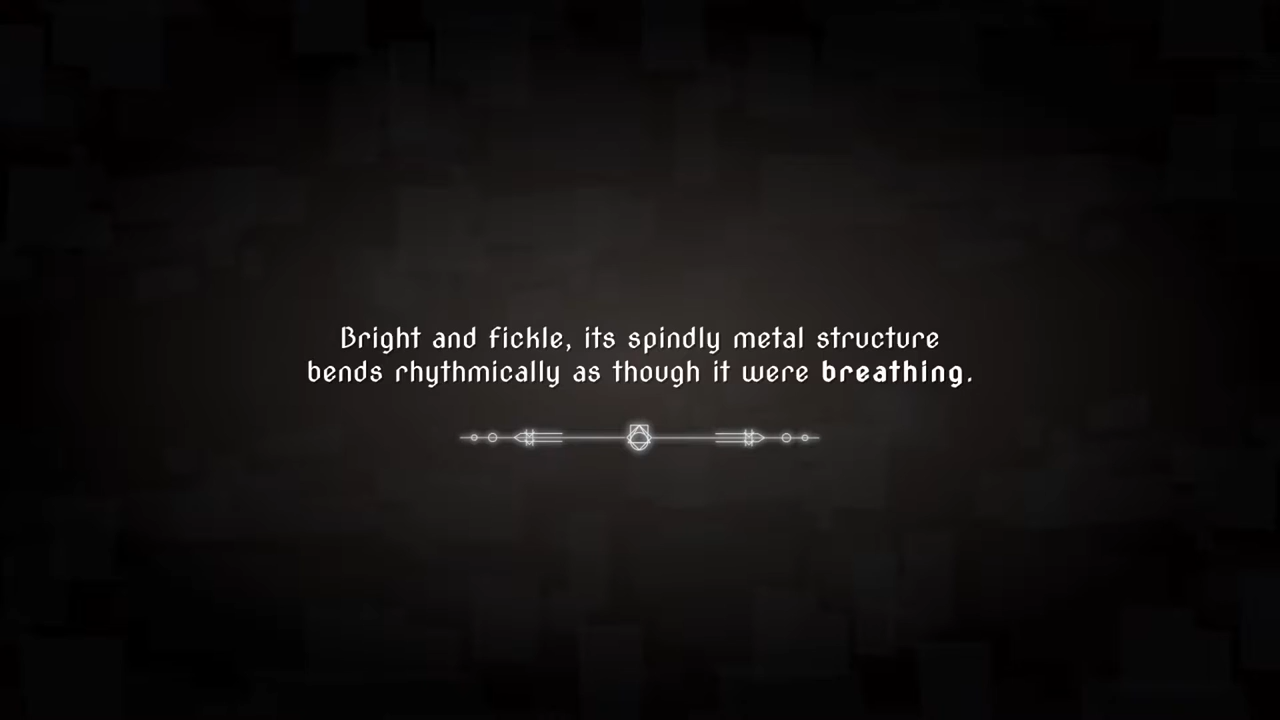 Bright and fickle, its spindly metal structure
bends rhythmically as though it were breathing.